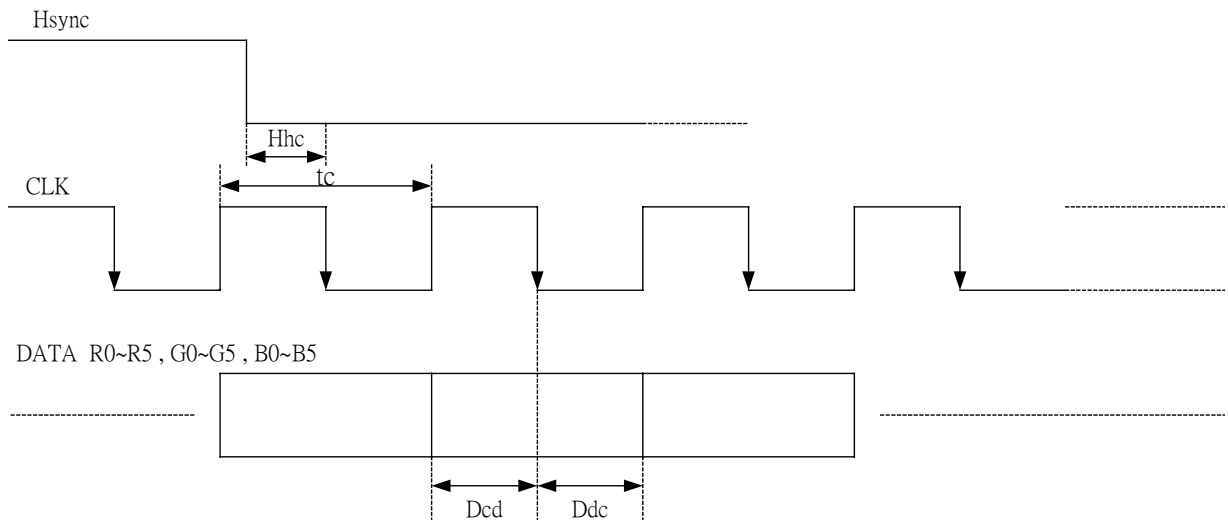 Hsync
Hhc
tc
CLK
DATA R0~R5 , G0~G5 , B0~B5
Dcd
Ddc